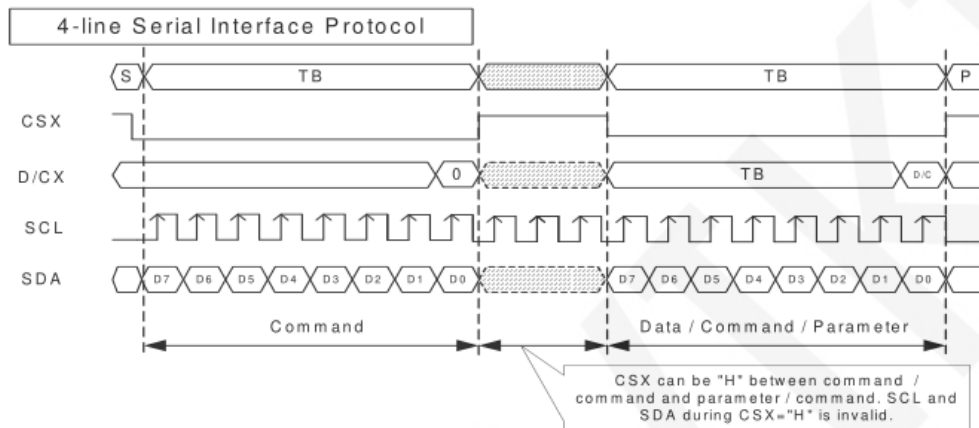 4-line Serial Interface Protocol
S TB TB P
CSX
D/CX 0 TB D/C
SCL
SDA D7 D6 D5 D4 D3 D2 D1 D0 D7 D6 D5 D4 D3 D2 D1 D0
Command Data / Command / Parameter
CSX can be "H" between command /
command and parameter / command. SCL and
SDA during CSX="H" is invalid.